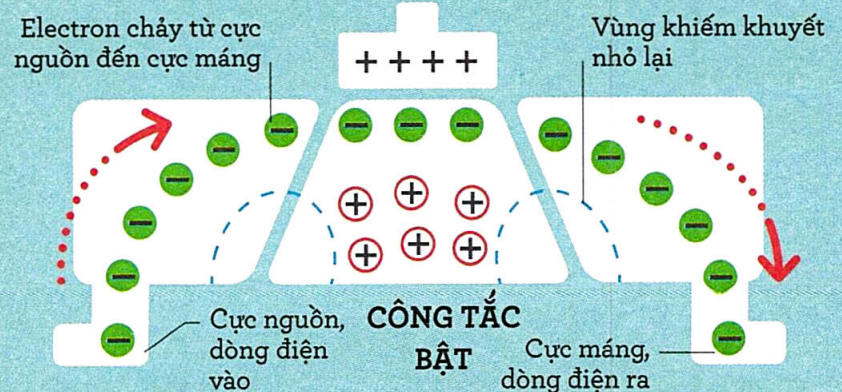 Electron chảy từ cực
nguồn đến cực máng
++++
Vùng khiếm khuyết
nhỏ lại
Cực nguồn,
dòng điện
vào
CÔNG TẮC
BẬT
Cực máng,
dòng điện ra